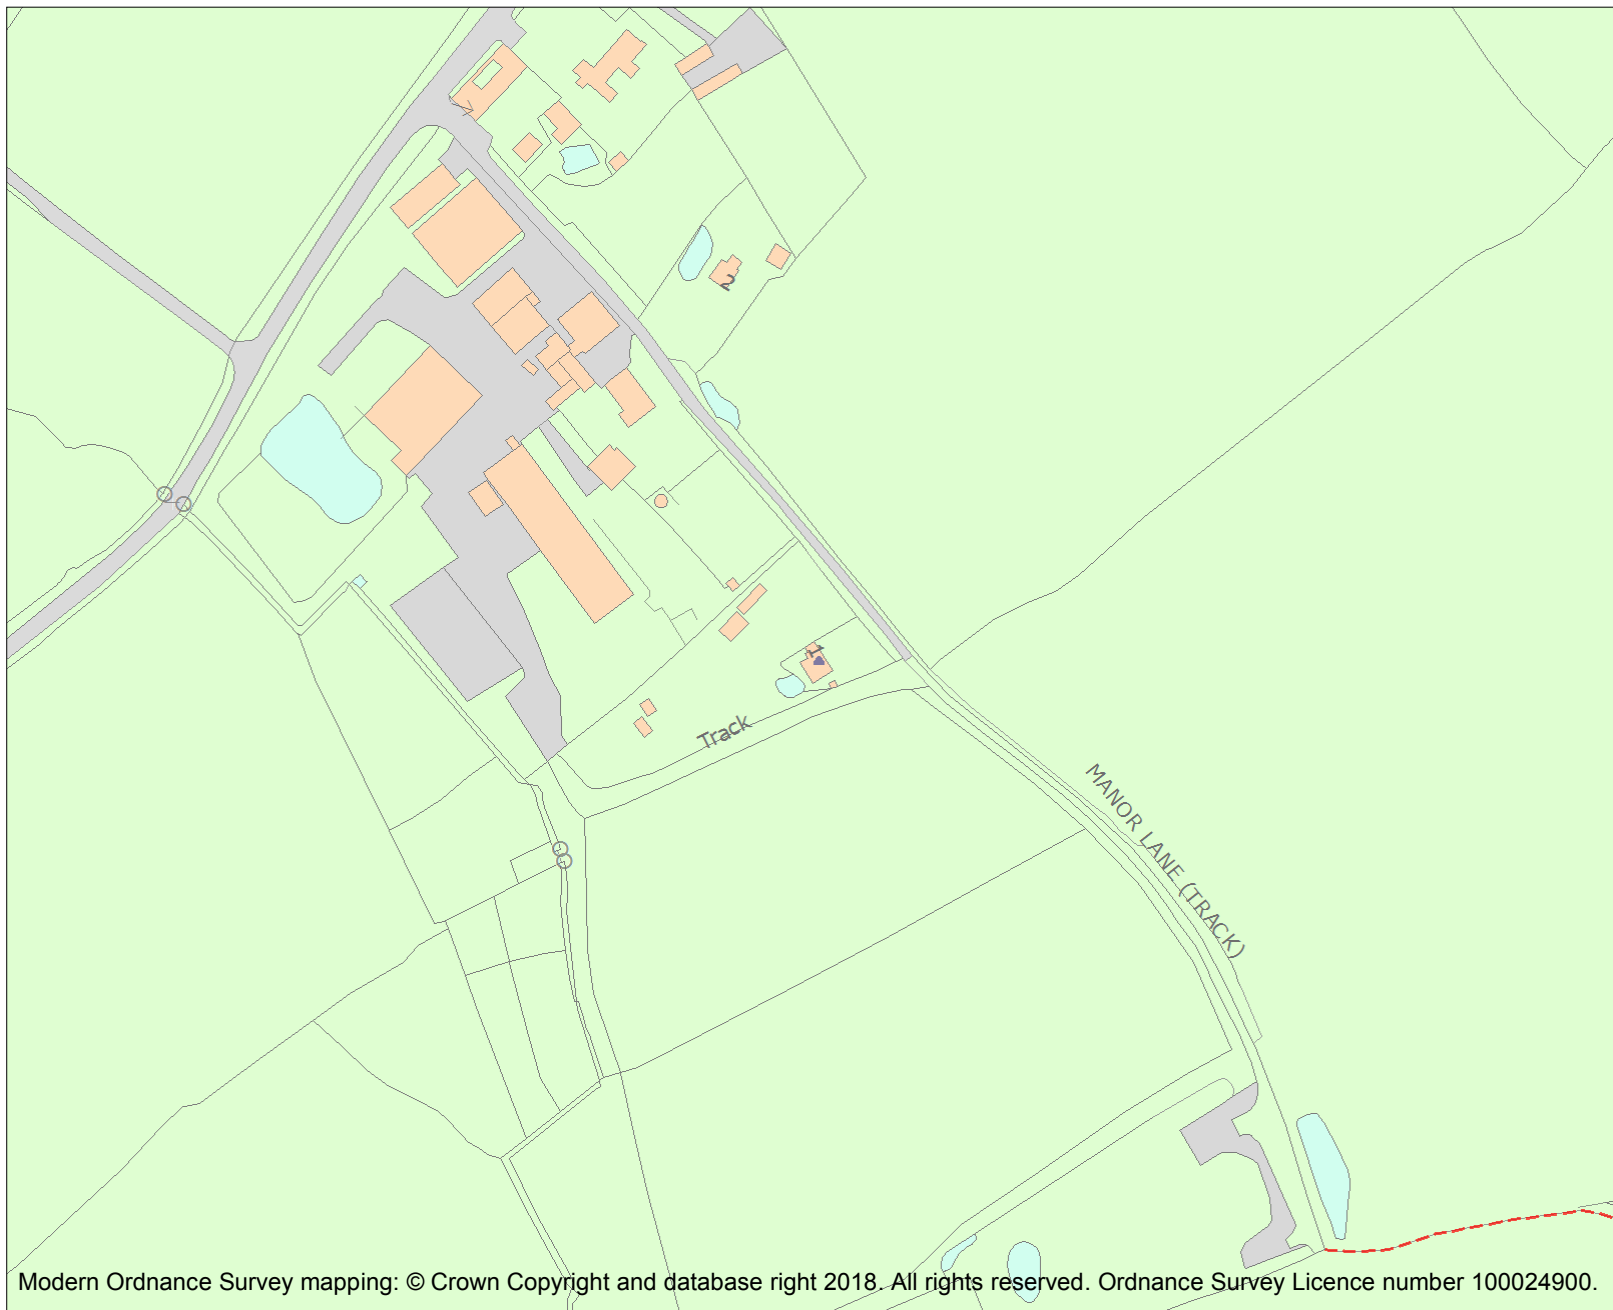 2
1
Track
MANOR LANE (TRACK)
Modern Ordnance Survey mapping: © Crown Copyright and database right 2018. All rights reserved. Ordnance Survey Licence number 100024900.